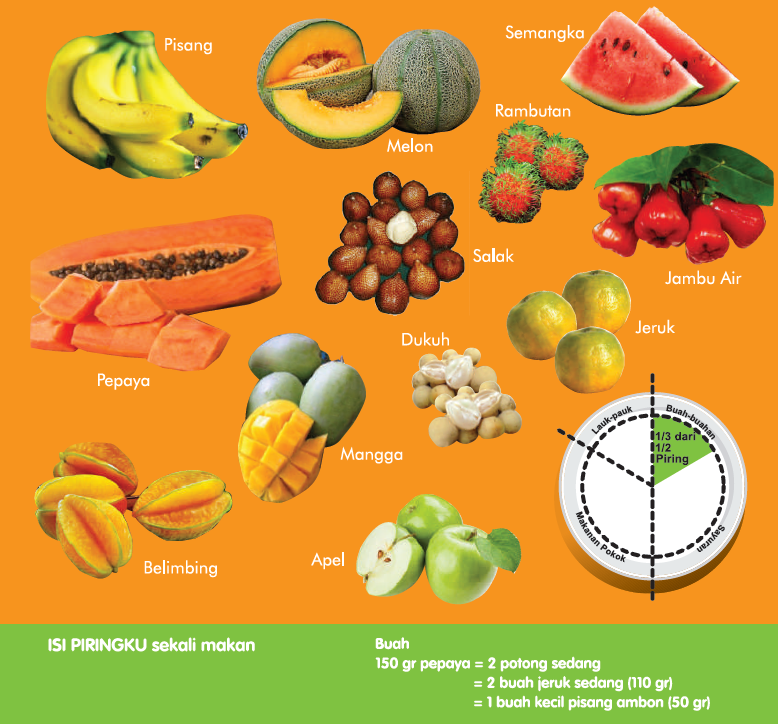 Pisang
Melon
Semangka
Rambutan
Salak
Jambu Air
Pepaya
Dukuh
Jeruk
Mangga
Belimbing
Apel
Lauk-pauk
Buah-buahan
1/3 dari
1/2
Piring
Makanan Pokok
Sayuran
ISI PIRINGKU sekali makan
Buah
150 gr pepaya = 2 potong sedang
= 2 buah jeruk sedang (110 gr)
= 1 buah kecil pisang ambon (50 gr)